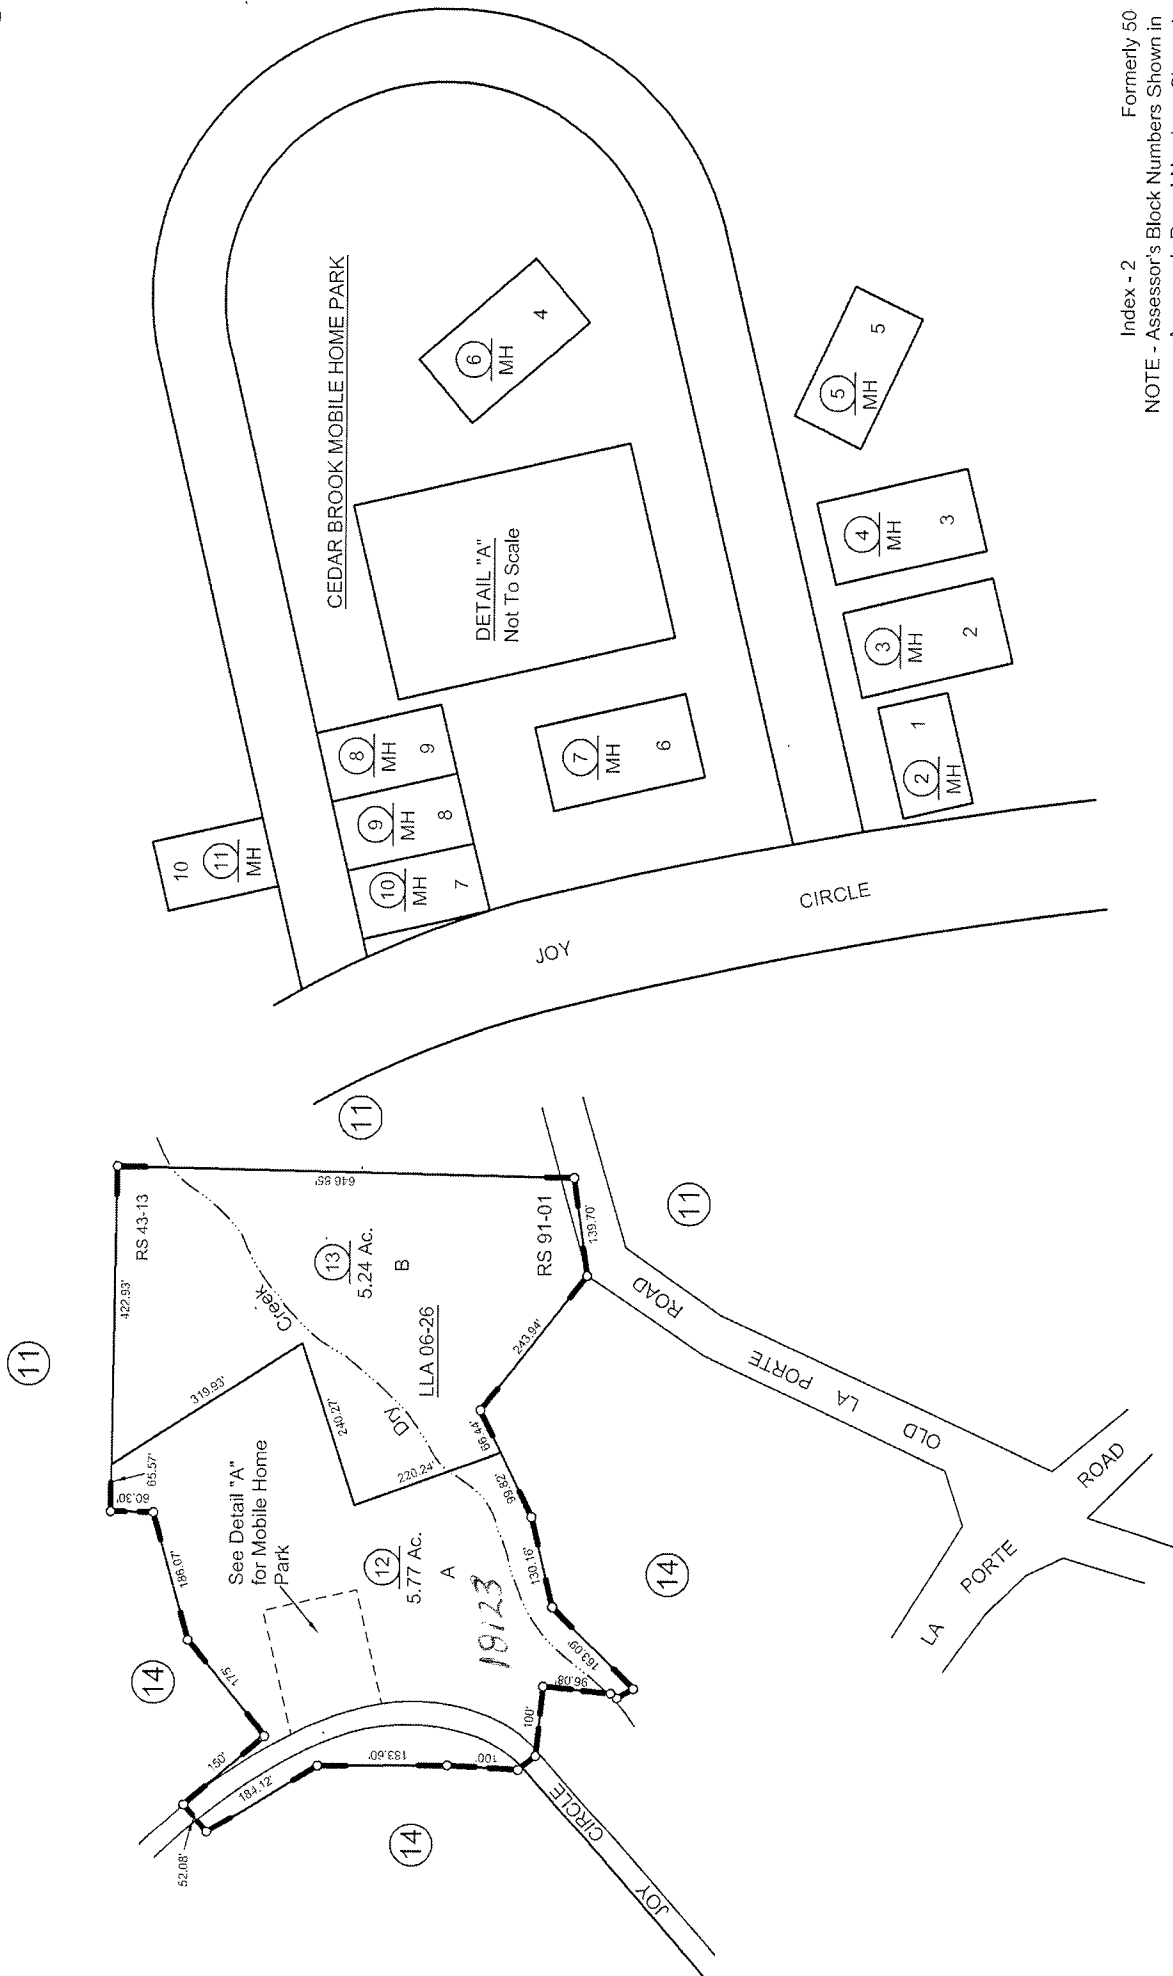 11
RS 43-13
422.93'
319.93'
65.57'
60.30'
Creek
13
5.24 Ac.
B
646.65'
11
240.27'
Dry
LLA 06-26
RS 91-01
139.70'
11
243.94'
66.44'
220.24'
99.82'
See Detail "A"
for Mobile Home
Park
186.07'
175'
14
12
5.77 Ac.
A
19123
130.16'
163.09'
96.08'
100'
14
150'
52.08'
184.12'
183.60'
100'
14
JOY CIRCLE
OLD LA PORTE ROAD
LA PORTE ROAD
CEDAR BROOK MOBILE HOME PARK
DETAIL "A"
Not To Scale
6
MH
4
5
MH
5
4
MH
3
3
MH
2
2
MH
1
7
MH
6
8
MH
9
9
MH
8
10
MH
7
10
11
MH
JOY CIRCLE
Index - 2 Formerly 50
NOTE - Assessor's Block Numbers Shown in